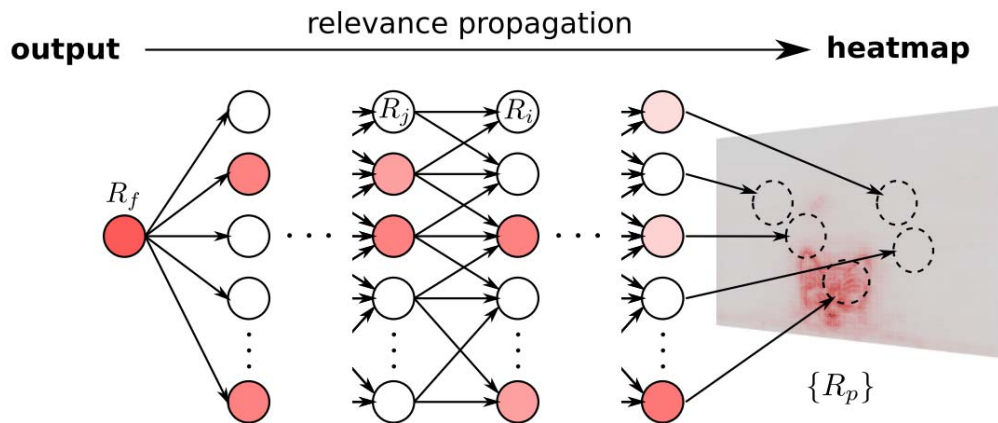 relevance propagation
output heatmap
R_j R_i
R_f
{R_p}